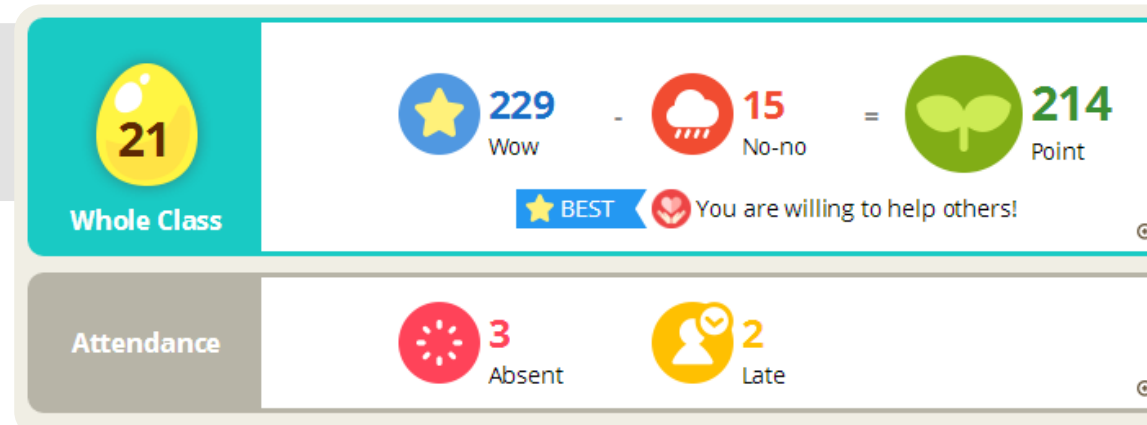 21
Whole Class
229
Wow
-
15
No-no
=
214
Point
BEST
You are willing to help others!
Attendance
3
Absent
2
Late